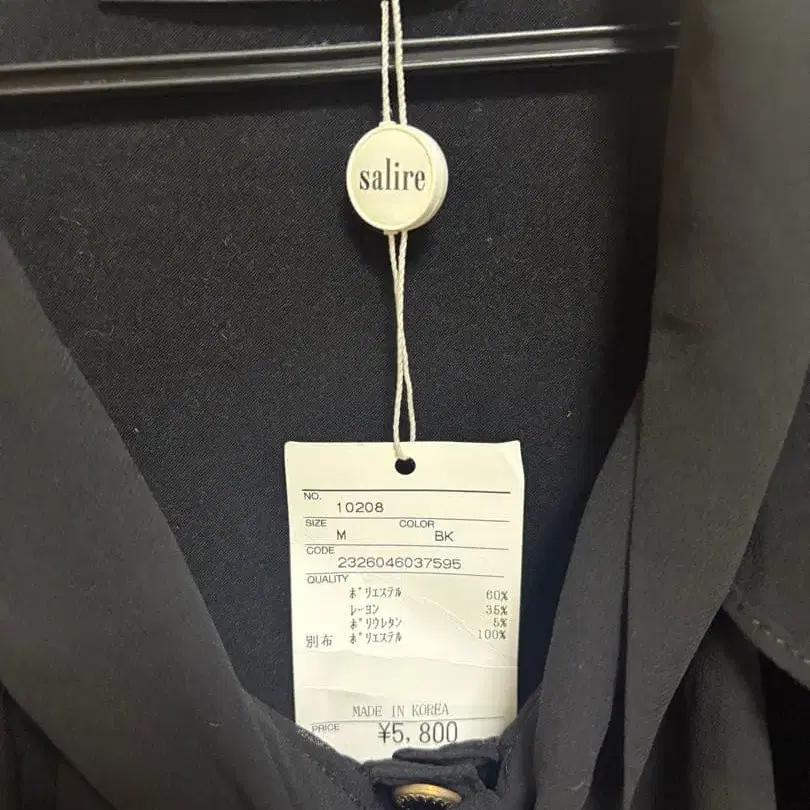 salire
NO. 10208
SIZE M COLOR BK
CODE 2326046037595
QUALITY
ﾎﾟﾘｴｽﾃﾙ 60%
ﾚｰﾖﾝ 35%
ﾎﾟﾘｳﾚﾀﾝ 5%
別布 ﾎﾟﾘｴｽﾃﾙ 100%
MADE IN KOREA
PRICE ¥5,800